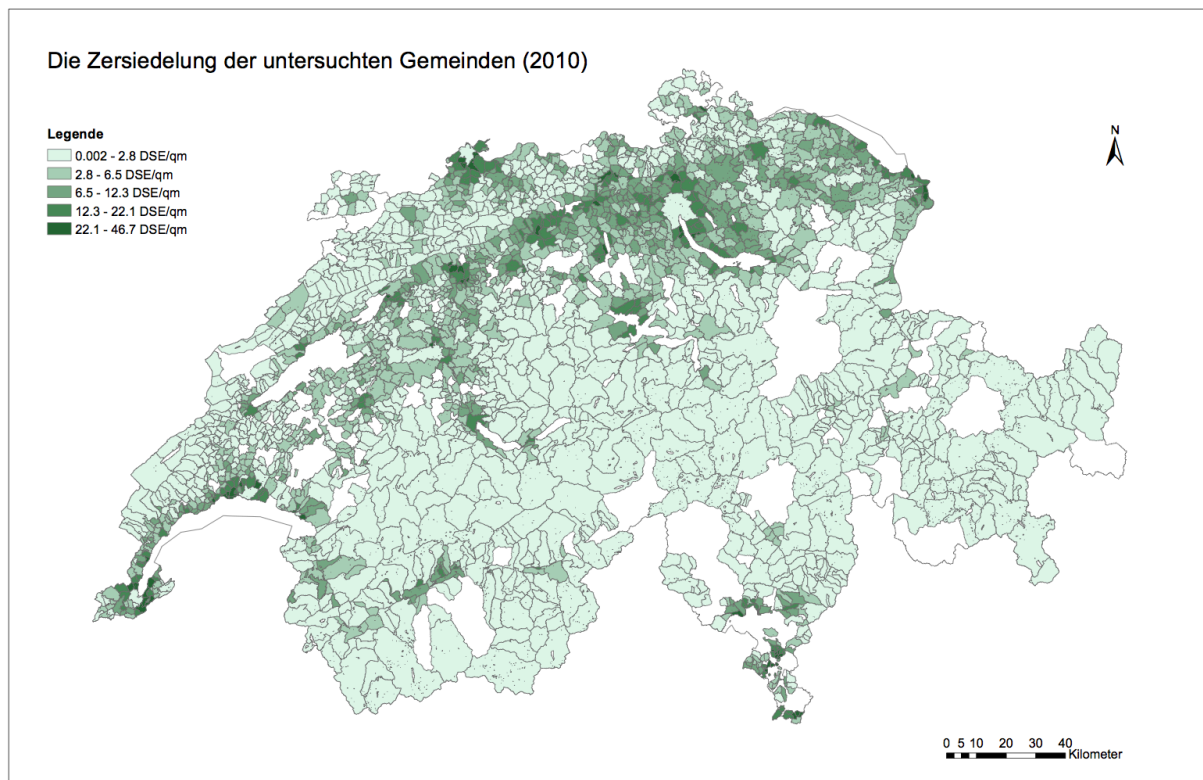 Die Zersiedelung der untersuchten Gemeinden (2010)
Legende
0.002 - 2.8 DSE/qm
2.8 - 6.5 DSE/qm
6.5 - 12.3 DSE/qm
12.3 - 22.1 DSE/qm
22.1 - 46.7 DSE/qm
N
0 5 10 20 30 40
Kilometer